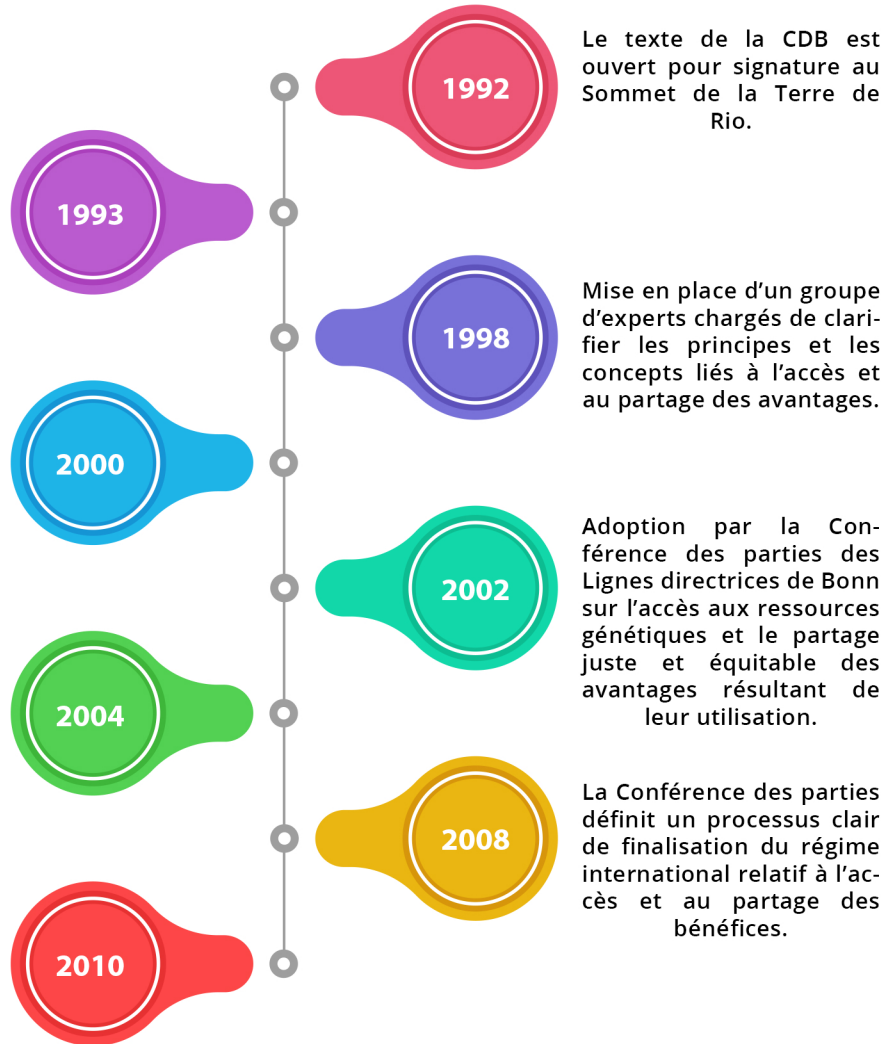 1992
Le texte de la CDB est
ouvert pour signature au
Sommet de la Terre de
Rio.
1993
1998
Mise en place d’un groupe
d’experts chargés de clari-
fier les principes et les
concepts liés à l’accès et
au partage des avantages.
2000
2002
Adoption par la Con-
férence des parties des
Lignes directrices de Bonn
sur l’accès aux ressources
génétiques et le partage
juste et équitable des
avantages résultant de
leur utilisation.
2004
2008
La Conférence des parties
définit un processus clair
de finalisation du régime
international relatif à l’ac-
cès et au partage des
bénéfices.
2010